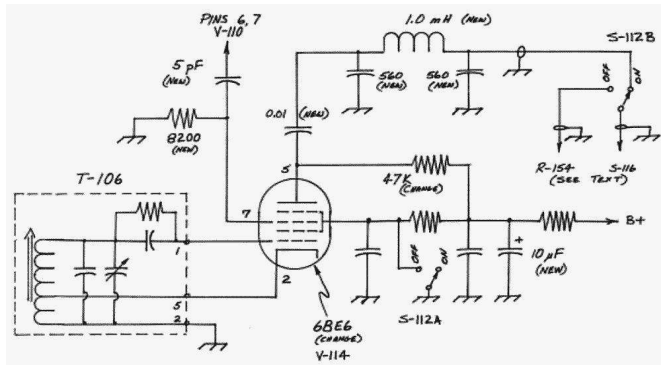 PINS 6,7
V-110
1.0 mH (NEW)
S-112B
5 pF
(NEW)
560
(NEW)
560
(NEW)
OFF
ON
0.01 (NEW)
8200
(NEW)
5
47K
(CHANGE)
R-154
(SEE TEXT)
S-116
T-106
7
B+
1
OFF
ON
+
10 µF
(NEW)
2
5
2
6BE6
(CHANGE)
V-114
S-112A